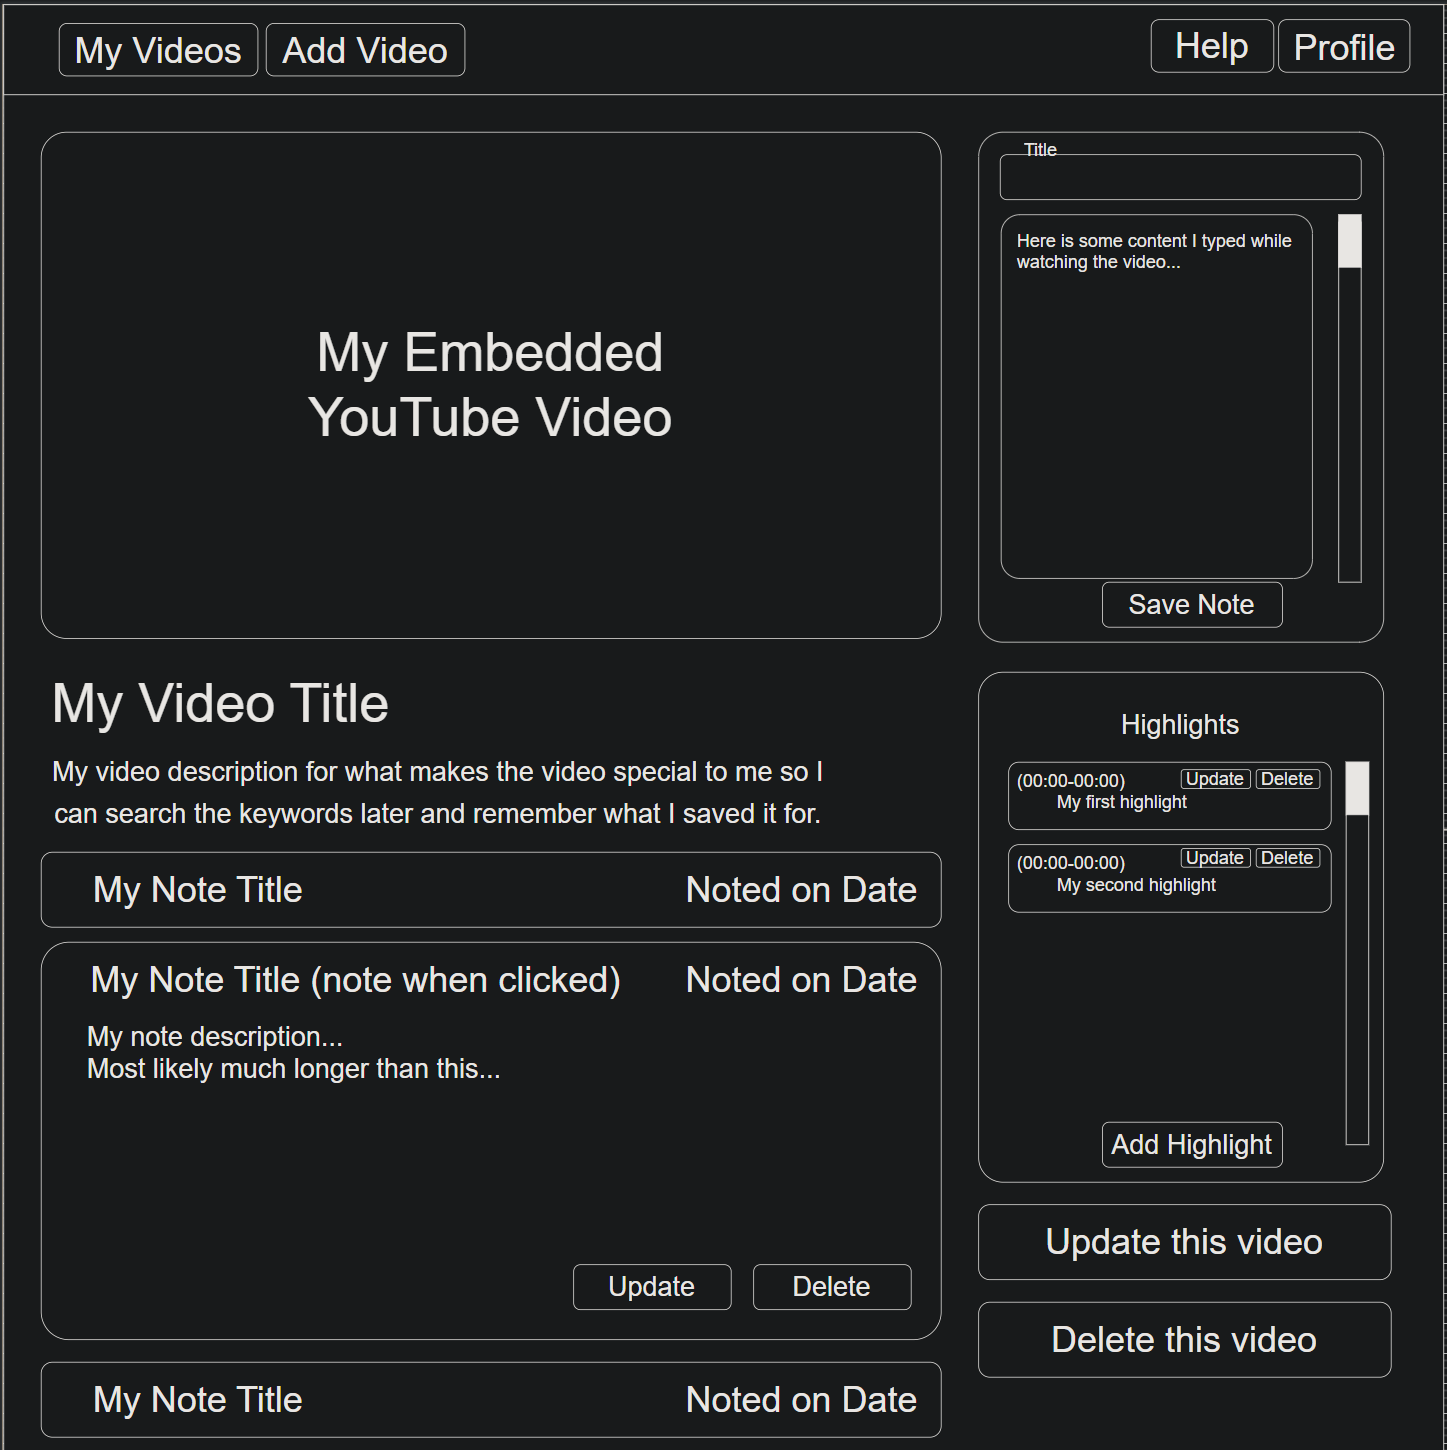 My Videos
Add Video
Help
Profile
My Embedded
YouTube Video
Title
Here is some content I typed while
watching the video...
Save Note
My Video Title
My video description for what makes the video special to me so I
can search the keywords later and remember what I saved it for.
My Note Title
Noted on Date
My Note Title (note when clicked)
Noted on Date
My note description...
Most likely much longer than this...
Update
Delete
My Note Title
Noted on Date
Highlights
(00:00-00:00)
Update
Delete
My first highlight
(00:00-00:00)
Update
Delete
My second highlight
Add Highlight
Update this video
Delete this video